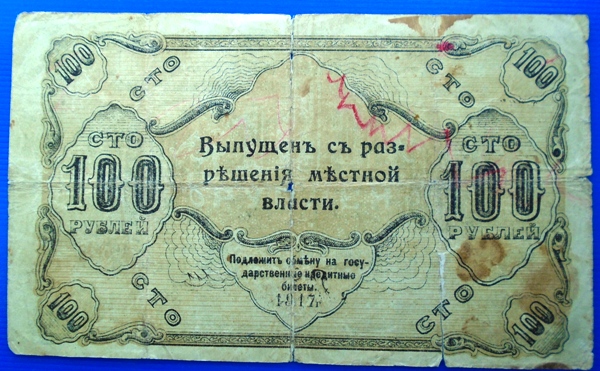 100 СТО СТО 100
СТО
100
РУБЛЕЙ
Выпущенъ съ раз-
рѣшенія мѣстной
власти.
СТО
100
РУБЛЕЙ
Подлежитъ обмѣну на госу-
дарственные кредитные
билеты.
1917г.
100 СТО СТО 100